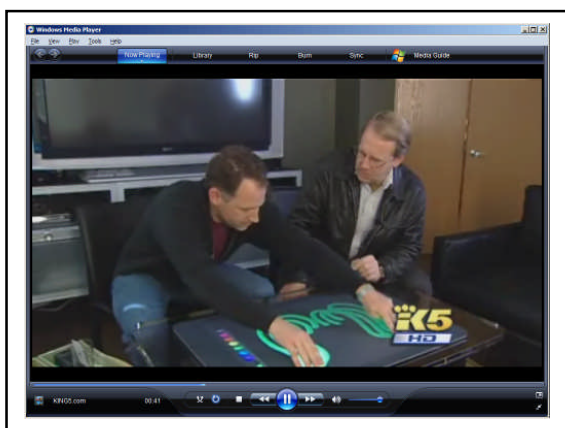 Windows Media Player
File View Play Tools Help
Now Playing Library Rip Burn Sync Media Guide
K5
HD
KING5.com 00:41